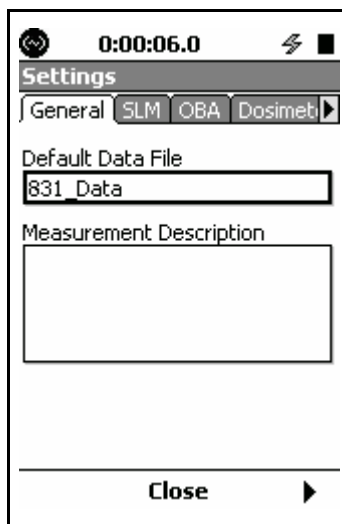 0:00:06.0
Settings
General SLM OBA Dosimet
Default Data File
831_Data
Measurement Description
Close